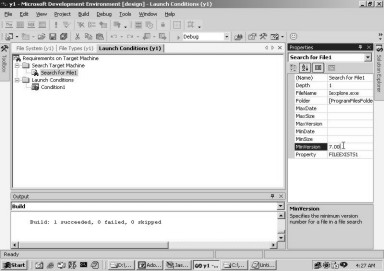 y1 - Microsoft Development Environment [design] - Launch Conditions (y1)
File Edit View Project Build Debug Tools Window Help
Debug
File System (y1) File Types (y1) Launch Conditions (y1)
Toolbox
Requirements on Target Machine
Search Target Machine
Search for File1
Launch Conditions
Condition1
Properties
Search for File1
(Name) Search for File1
Depth 1
FileName Iexplore.exe
Folder [ProgramFilesFolde
MaxDate
MaxSize
MaxVersion
MinDate
MinSize
MinVersion 7.00
Property FILEEXISTS1
MinVersion
Specifies the minimum version number for a file in a file search
Solution Explorer
Output
Build
Build: 1 succeeded, 0 failed, 0 skipped
Ready
Start
Ado...
Jas...
y1 -...
Unti...
4:27 AM